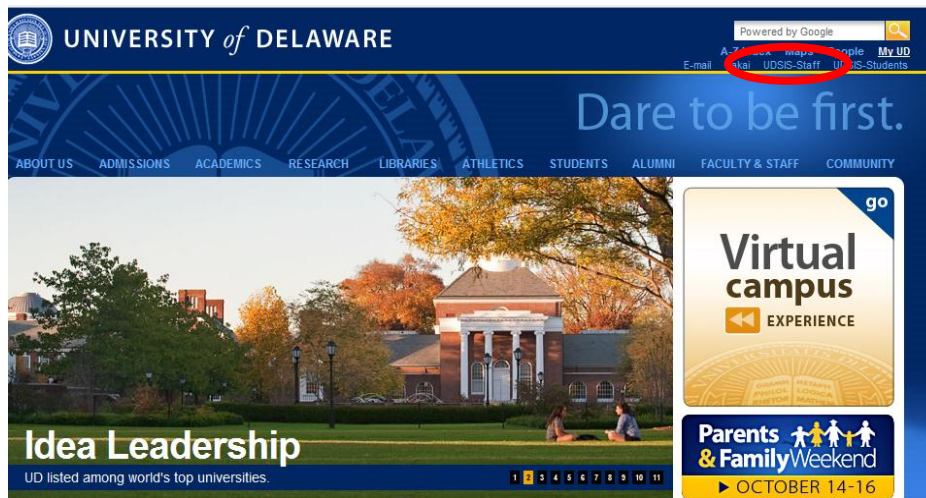 UNIVERSITY of DELAWARE
Powered by Google
Maps My UD
E-mail UDSIS-Staff
Dare to be first.
ABOUT US ADMISSIONS ACADEMICS RESEARCH LIBRARIES ATHLETICS STUDENTS ALUMNI FACULTY & STAFF COMMUNITY
go
Virtual
campus
EXPERIENCE
Idea Leadership
UD listed among world's top universities.
1 2 3 4 5 6 7 8 9 10 11
Parents
& Family Weekend
OCTOBER 14-16